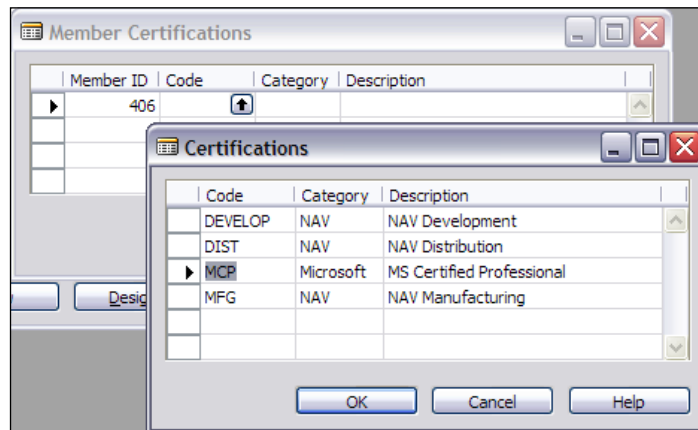 Member Certifications
Member ID Code Category Description
406
Certifications
Code Category Description
DEVELOP NAV NAV Development
DIST NAV NAV Distribution
MCP Microsoft MS Certified Professional
MFG NAV NAV Manufacturing
OK Cancel Help